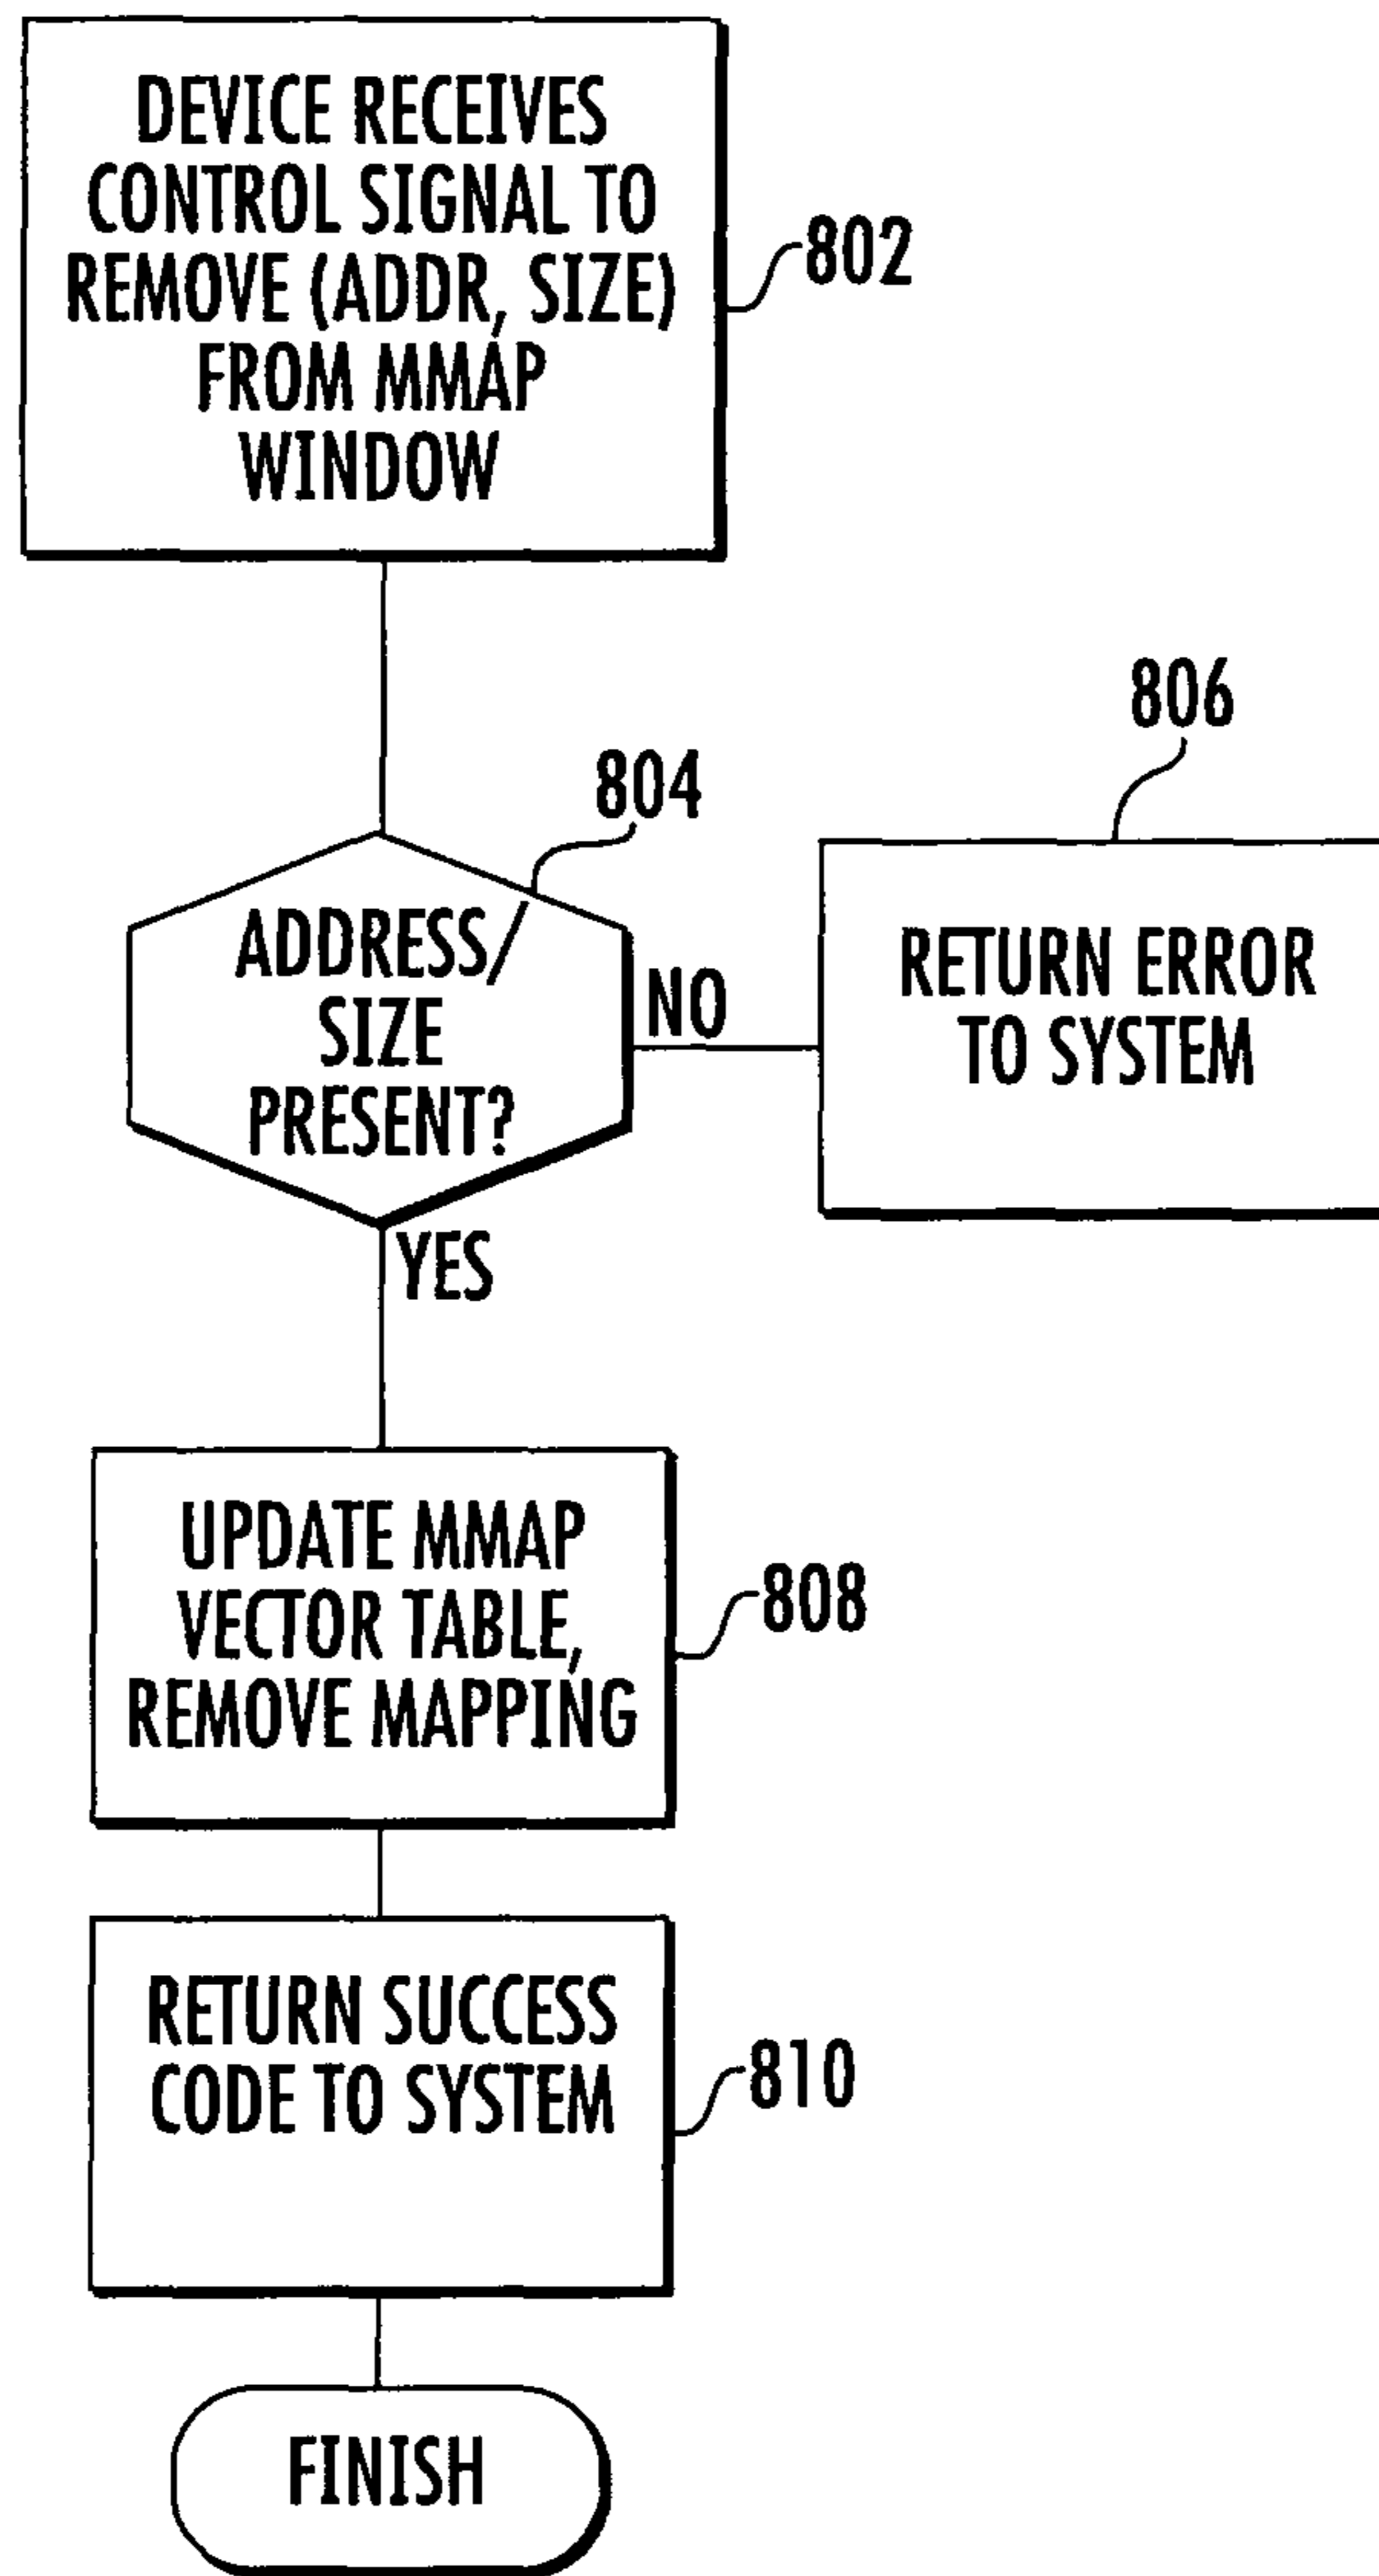 DEVICE RECEIVES
CONTROL SIGNAL TO
REMOVE (ADDR, SIZE)
FROM MMAP
WINDOW
802
804
806
ADDRESS/
SIZE
PRESENT?
NO
RETURN ERROR
TO SYSTEM
YES
UPDATE MMAP
VECTOR TABLE,
REMOVE MAPPING
808
RETURN SUCCESS
CODE TO SYSTEM
810
FINISH